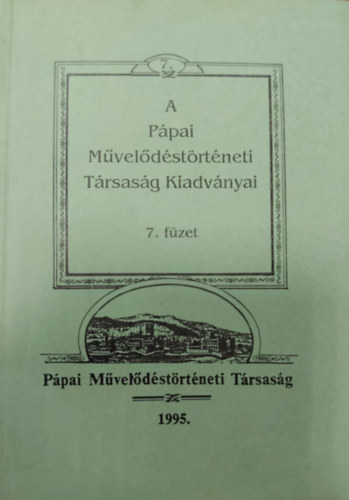 7.
A
Pápai
Művelődéstörténeti
Társaság Kiadványai
7. füzet
Pápai Művelődéstörténeti Társaság
1995.